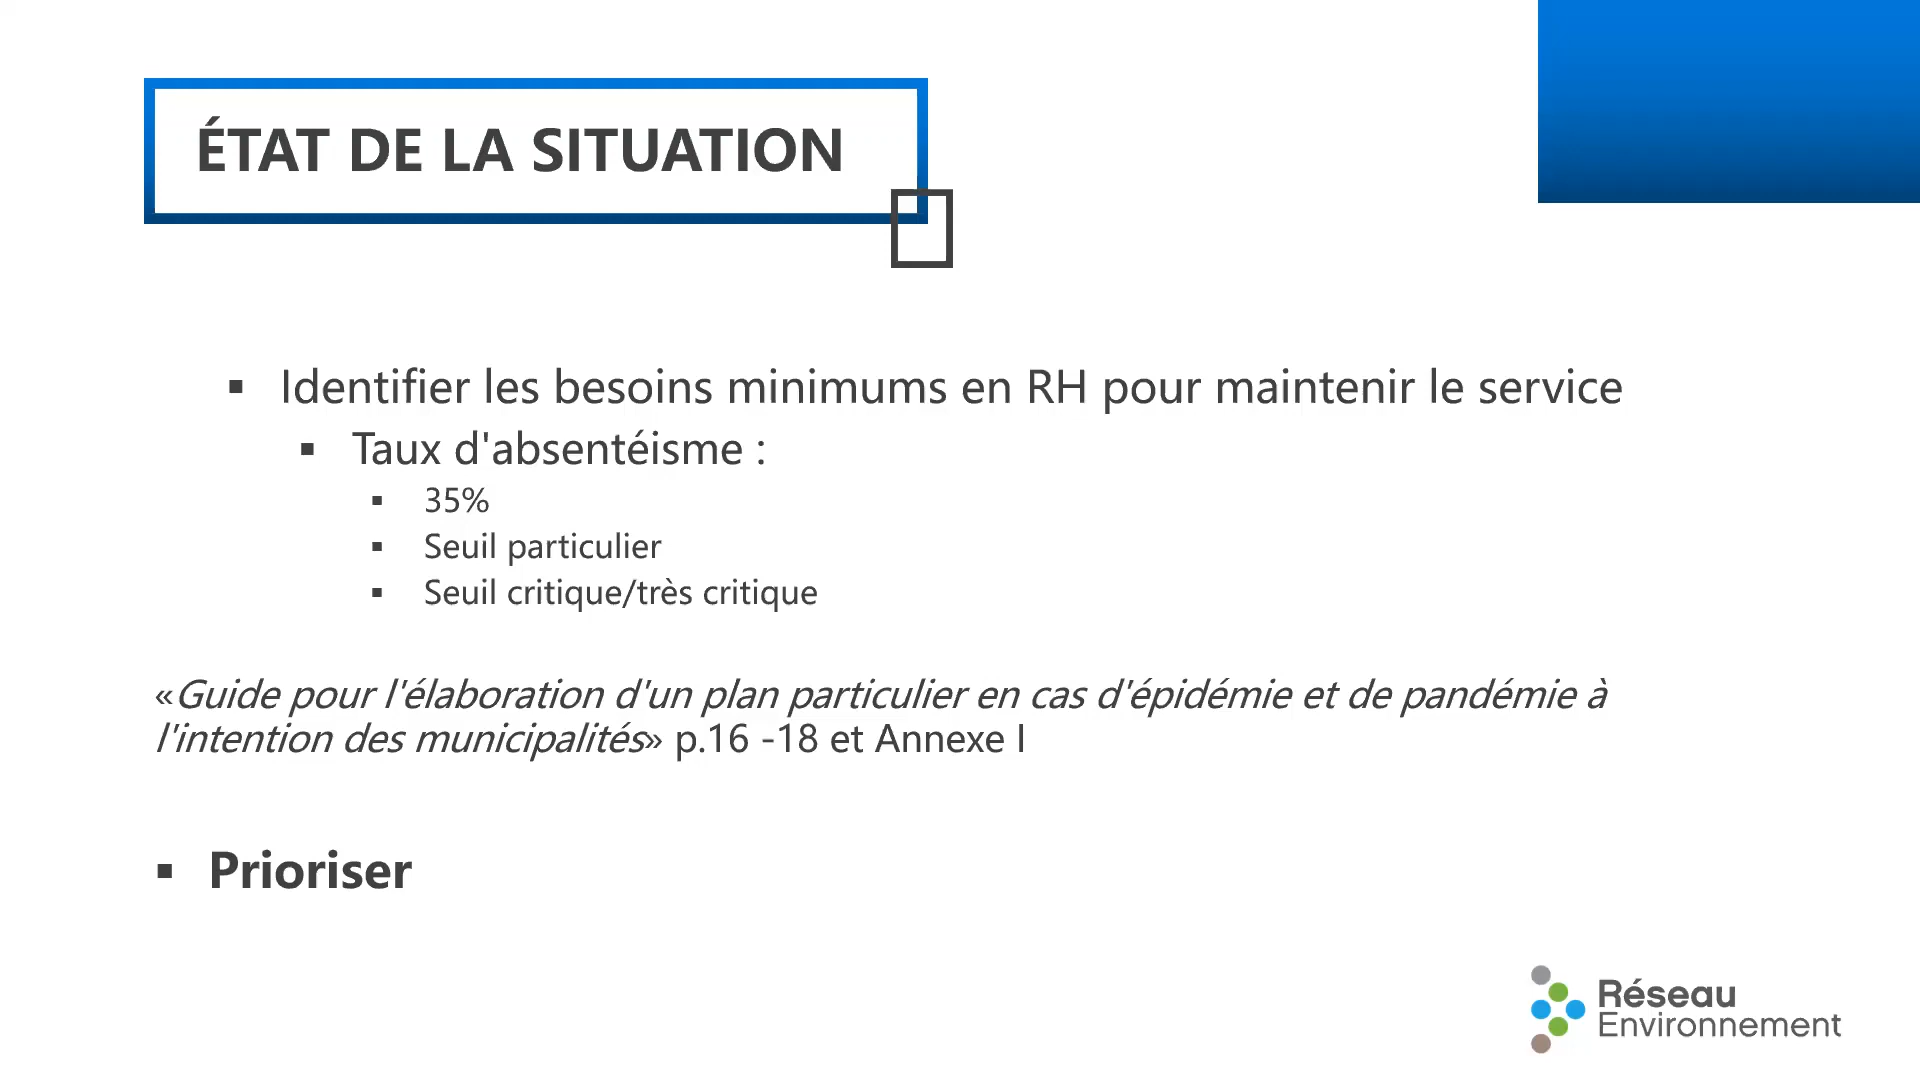 ÉTAT DE LA SITUATION
▪ Identifier les besoins minimums en RH pour maintenir le service
▪ Taux d'absentéisme :
▪ 35%
▪ Seuil particulier
▪ Seuil critique/très critique
«Guide pour l'élaboration d'un plan particulier en cas d'épidémie et de pandémie à
l'intention des municipalités» p.16 -18 et Annexe I
▪ Prioriser
Réseau
Environnement